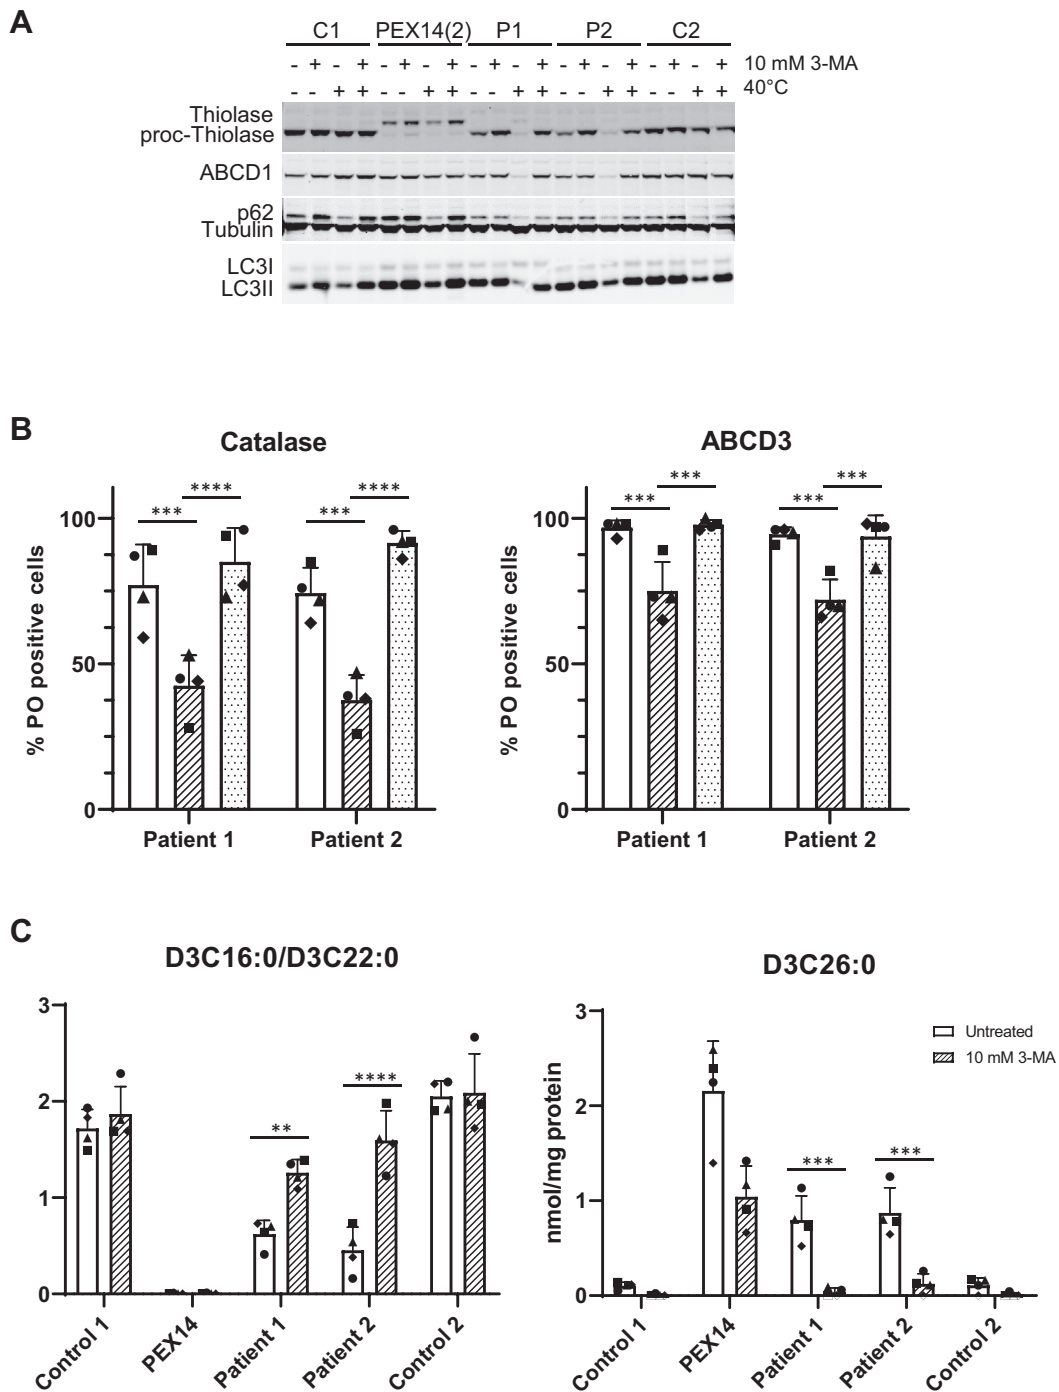 A
C1 PEX14(2) P1 P2 C2
- + - + - + - + - + - + - + - + - + - + 10 mM 3-MA
- - + + - - + + - - + + - - + + - - + + 40°C
Thiolase
proc-Thiolase
ABCD1
p62
Tubulin
LC3I
LC3II
B
Catalase
% PO positive cells
100
50
0
*** **** *** ****
Patient 1 Patient 2
ABCD3
% PO positive cells
100
50
0
*** *** *** ***
Patient 1 Patient 2
C
D3C16:0/D3C22:0
3
2
1
0
** ****
Control 1 PEX14 Patient 1 Patient 2 Control 2
D3C26:0
nmol/mg protein
3
2
1
0
*** ***
Untreated
10 mM 3-MA
Control 1 PEX14 Patient 1 Patient 2 Control 2